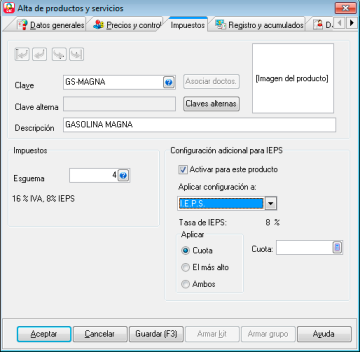 Alta de productos y servicios
Datos generales
Precios y control
Impuestos
Registro y acumulados
D
Clave
GS-MAGNA
Asociar doctos.
Clave alterna
Claves alternas
[Imagen del producto]
Descripción
GASOLINA MAGNA
Impuestos
Esquema
4
16 % IVA, 8% IEPS
Configuración adicional para IEPS
Activar para este producto
Aplicar configuración a:
I.E.P.S.
Tasa de IEPS: 8 %
Aplicar
Cuota
El más alto
Ambos
Cuota:
Aceptar
Cancelar
Guardar (F3)
Armar kit
Armar grupo
Ayuda